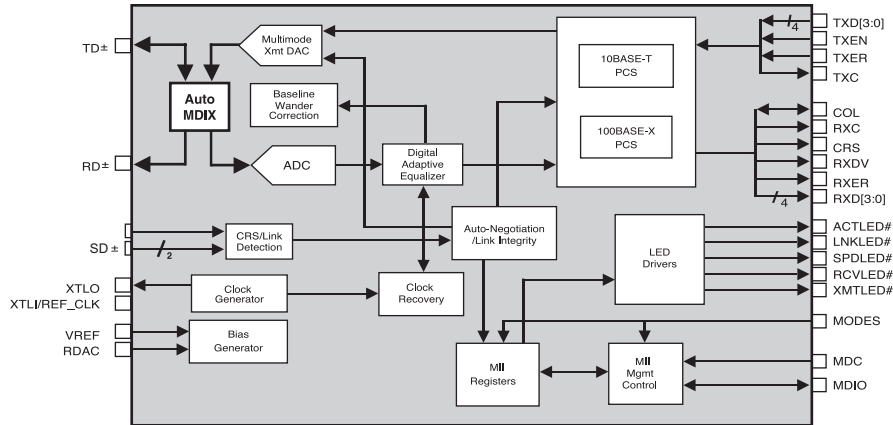 TD±
RD±
SD ±
XTLO
XTLI/REF_CLK
VREF
RDAC
2
Auto
MDIX
Multimode
Xmt DAC
Baseline
Wander
Correction
ADC
Digital
Adaptive
Equalizer
CRS/Link
Detection
Clock
Generator
Bias
Generator
Clock
Recovery
Auto-Negotiation
/Link Integrity
10BASE-T
PCS
100BASE-X
PCS
LED
Drivers
MII
Registers
MII
Mgmt
Control
4
TXD[3:0]
TXEN
TXER
TXC
COL
RXC
CRS
RXDV
RXER
4
RXD[3:0]
ACTLED#
LNKLED#
SPDLED#
RCVLED#
XMTLED#
MODES
MDC
MDIO